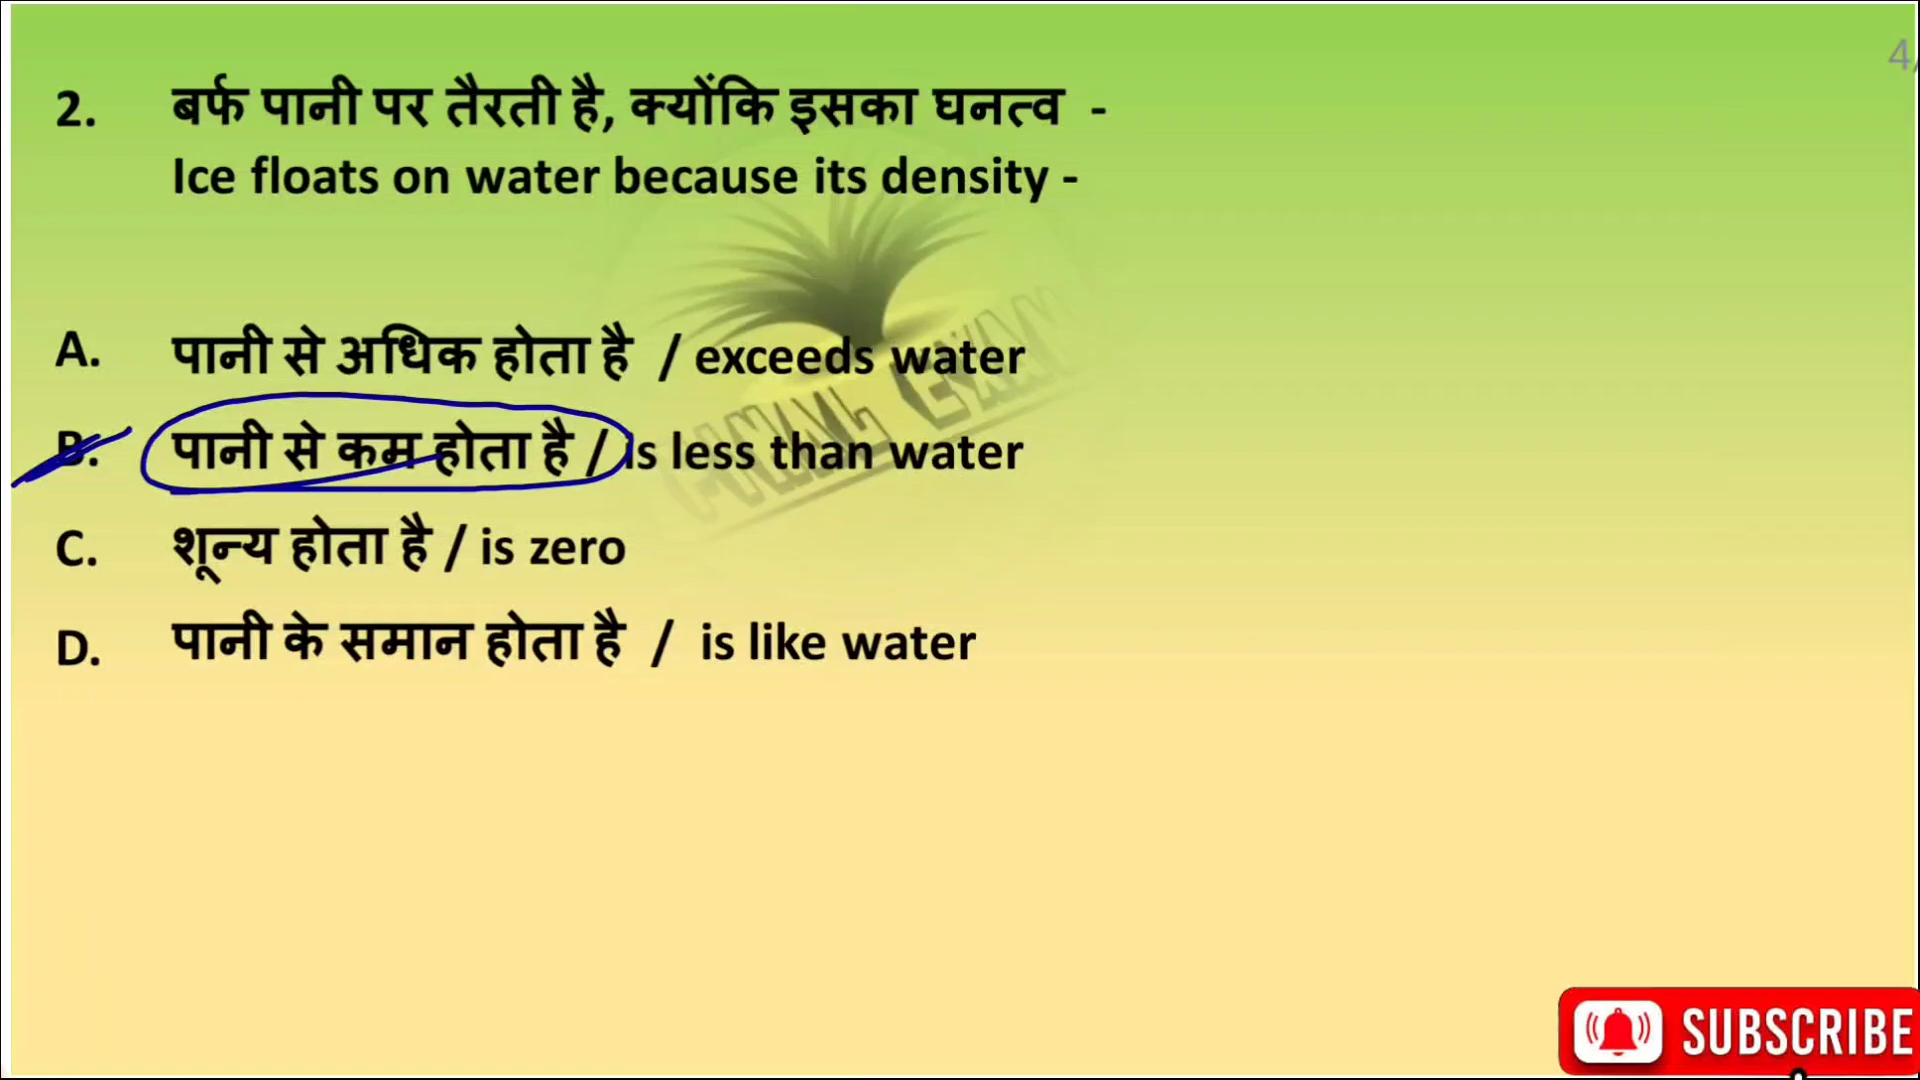 4
2. बर्फ पानी पर तैरती है, क्योंकि इसका घनत्व -
Ice floats on water because its density -
A. पानी से अधिक होता है / exceeds water
B. पानी से कम होता है / is less than water
C. शून्य होता है / is zero
D. पानी के समान होता है / is like water
SUBSCRIBE